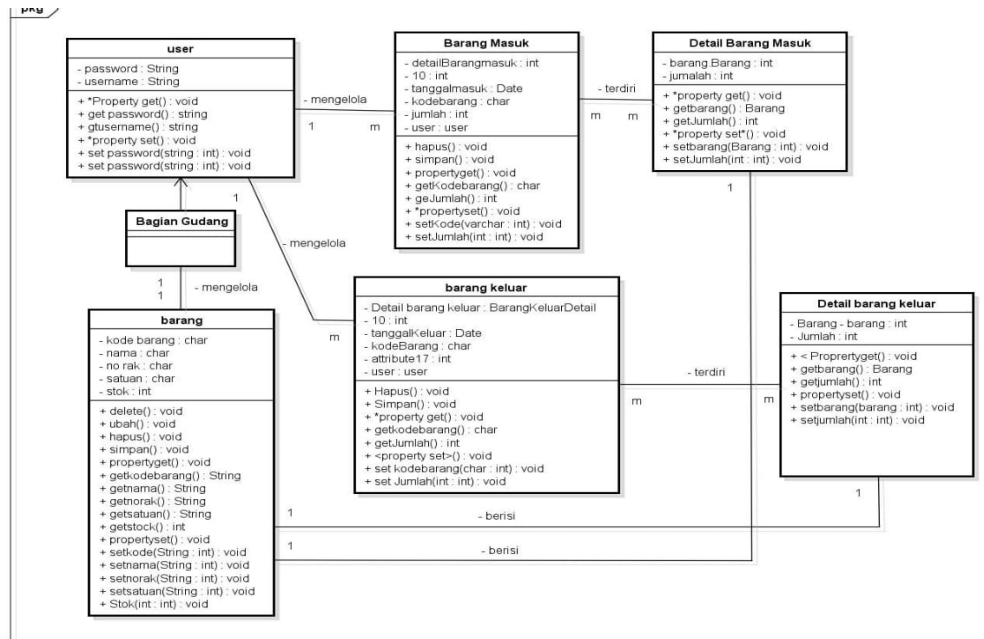 pkg
user
- password : String
- username : String
+ *Property get() : void
+ get password() : string
+ gtusername() : string
+ *property set() : void
+ set password(string : int) : void
+ set password(string : int) : void
- mengelola
1
m
Barang Masuk
- detailBarangmasuk : int
- 10 : int
- tanggalmasuk : Date
- kodebarang : char
- jumlah : int
- user : user
+ hapus() : void
+ simpan() : void
+ propertyget() : void
+ getKodebarang() : char
+ geJumlah() : int
+ *propertyset() : void
+ setKode(varchar : int) : void
+ setJumlah(int : int) : void
- terdiri
m
m
Detail Barang Masuk
- barang.Barang : int
- jumalah : int
+ *property get() : void
+ getbarang() : Barang
+ getJumlah() : int
+ *property set*() : void
+ setbarang(Barang : int) : void
+ setJumlah(int : int) : void
1
1
Bagian Gudang
- mengelola
1
1
- mengelola
m
barang
- kode barang : char
- nama : char
- no rak : char
- satuan : char
- stok : int
+ delete() : void
+ ubah() : void
+ hapus() : void
+ simpan() : void
+ propertyget() : void
+ getkodebarang() : String
+ getnama() : String
+ getnorak() : String
+ getsatuan() : String
+ getstock() : int
+ propertyset() : void
+ setkode(String : int) : void
+ setnama(String : int) : void
+ setnorak(String : int) : void
+ setsatuan(String : int) : void
+ Stok(int : int) : void
barang keluar
- Detail barang keluar : BarangKeluarDetail
- 10 : int
- tanggalKeluar : Date
- kodeBarang : char
- attribute17 : int
- user : user
+ Hapus() : void
+ Simpan() : void
+ *property get() : void
+ getkodebarang() : char
+ getJumlah() : int
+ <property set>() : void
+ set kodebarang(char : int) : void
+ set Jumlah(int : int) : void
- terdiri
m
m
Detail barang keluar
- Barang - barang : int
- Jumlah : int
+ < Proprertyget() : void
+ getbarang() : Barang
+ getjumlah() : int
+ propertyset() : void
+ setbarang(barang : int) : void
+ setjumlah(int : int) : void
1
1
- berisi
1
- berisi